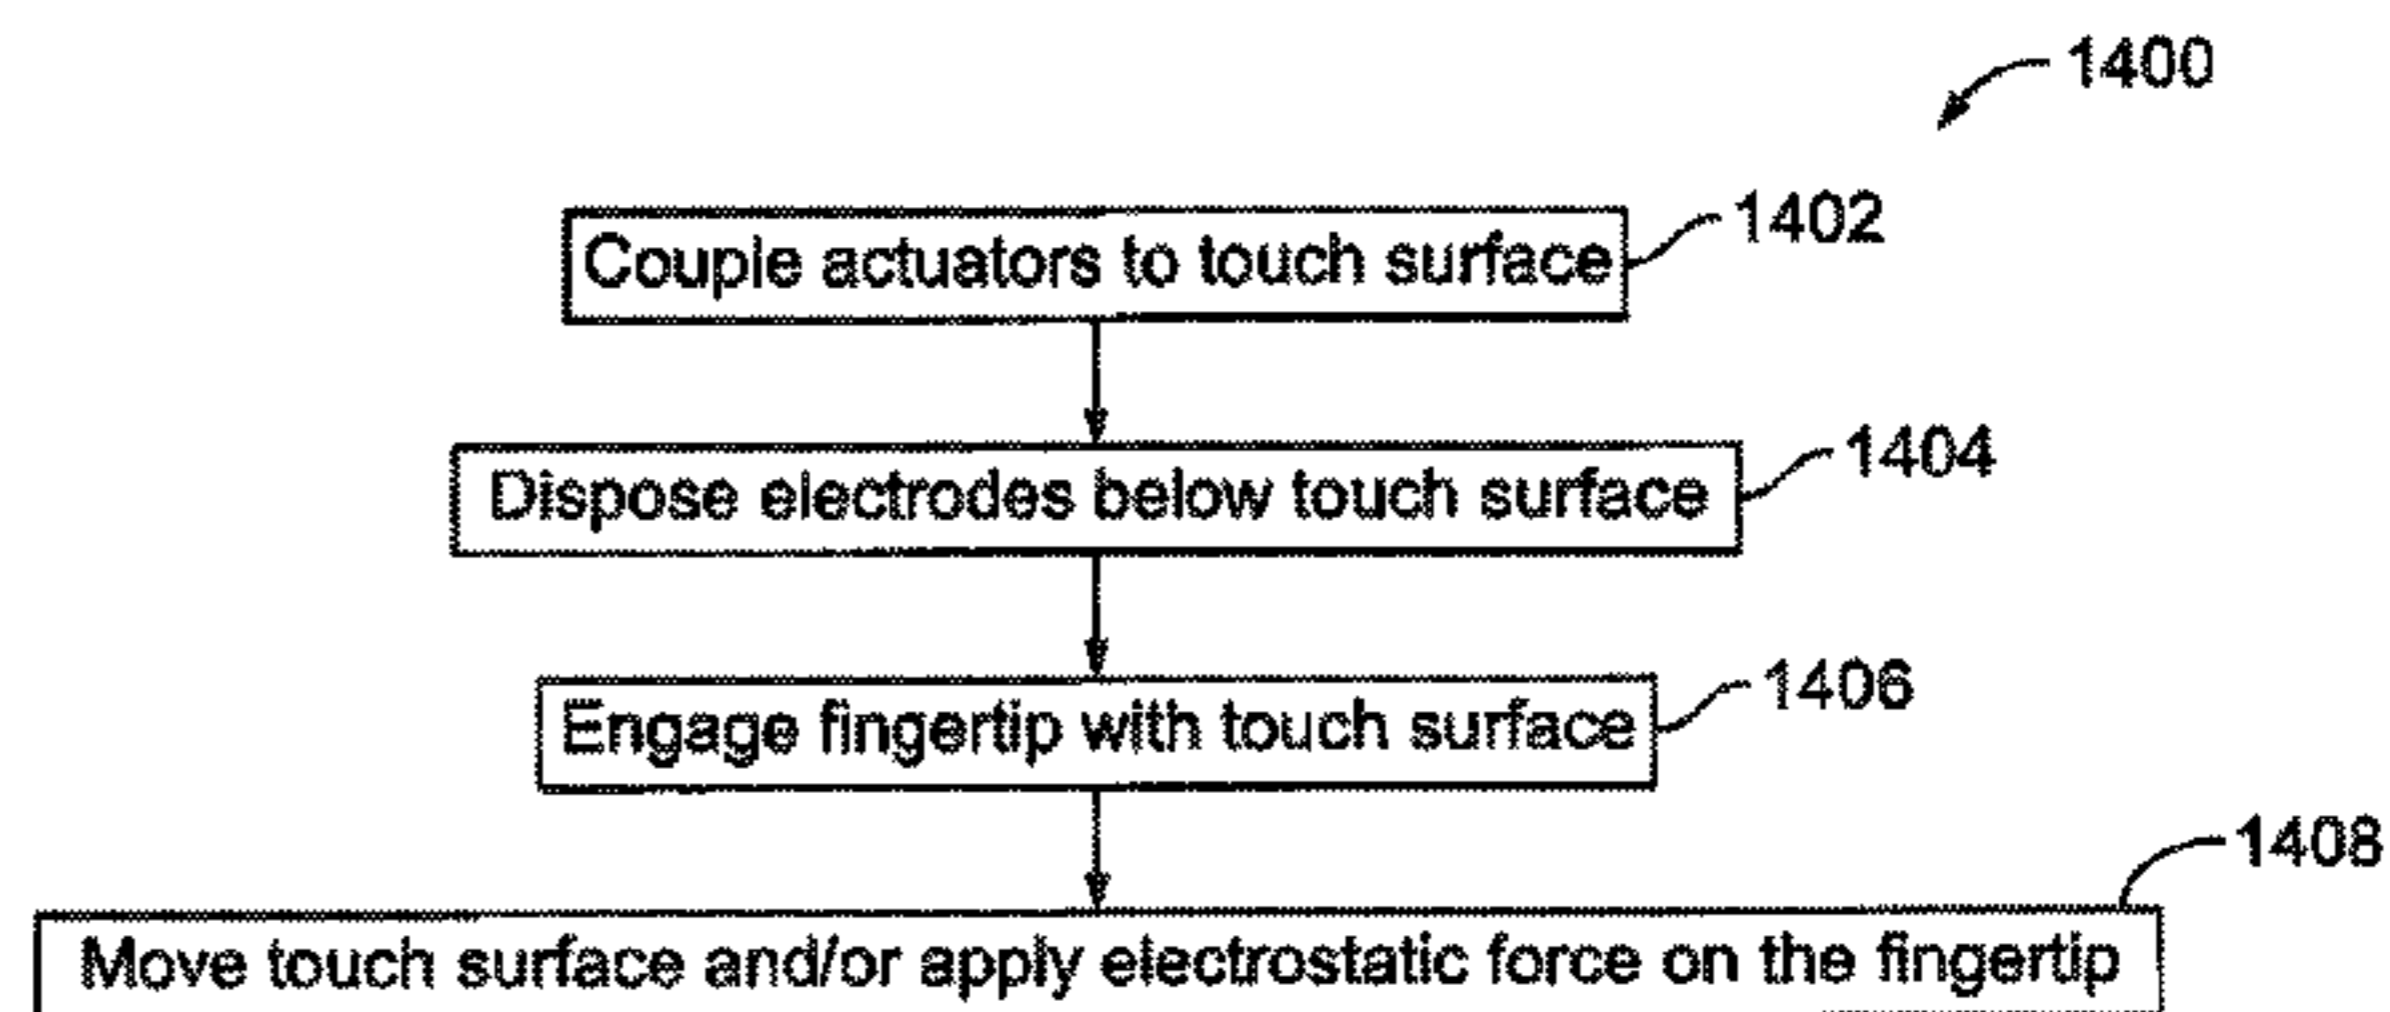 1400
Couple actuators to touch surface
1402
Dispose electrodes below touch surface
1404
Engage fingertip with touch surface
1406
1408
Move touch surface and/or apply electrostatic force on the fingertip